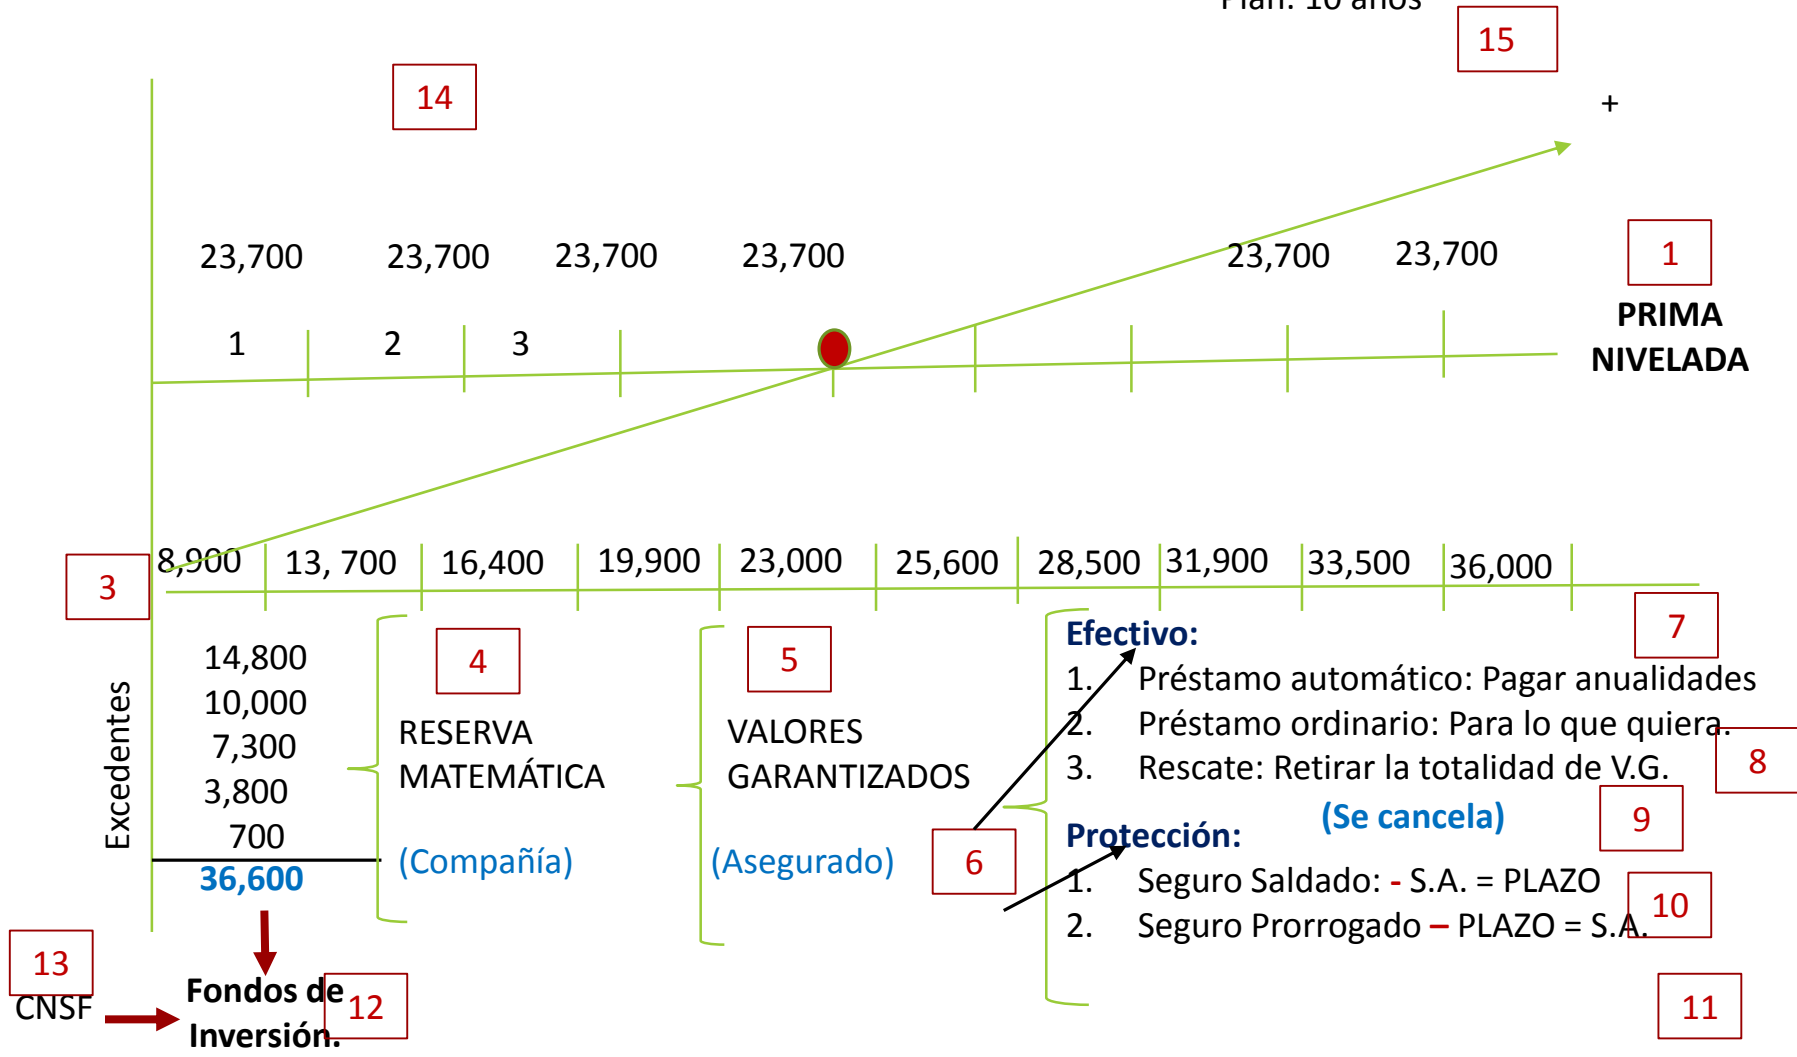 Plan: 10 años
15
14
+
23,700 23,700 23,700 23,700 23,700 23,700
1
PRIMA
NIVELADA
1 2 3
8,900 13, 700 16,400 19,900 23,000 25,600 28,500 31,900 33,500 36,000
3
Excedentes
14,800
10,000
7,300
3,800
700
36,600
4
RESERVA
MATEMÁTICA
(Compañía)
5
VALORES
GARANTIZADOS
(Asegurado)
6
Efectivo:
7
1. Préstamo automático: Pagar anualidades
2. Préstamo ordinario: Para lo que quiera.
3. Rescate: Retirar la totalidad de V.G.
8
(Se cancela)
9
Protección:
1. Seguro Saldado: - S.A. = PLAZO
10
2. Seguro Prorrogado – PLAZO = S.A.
11
13
CNSF
Fondos de
Inversión.
12